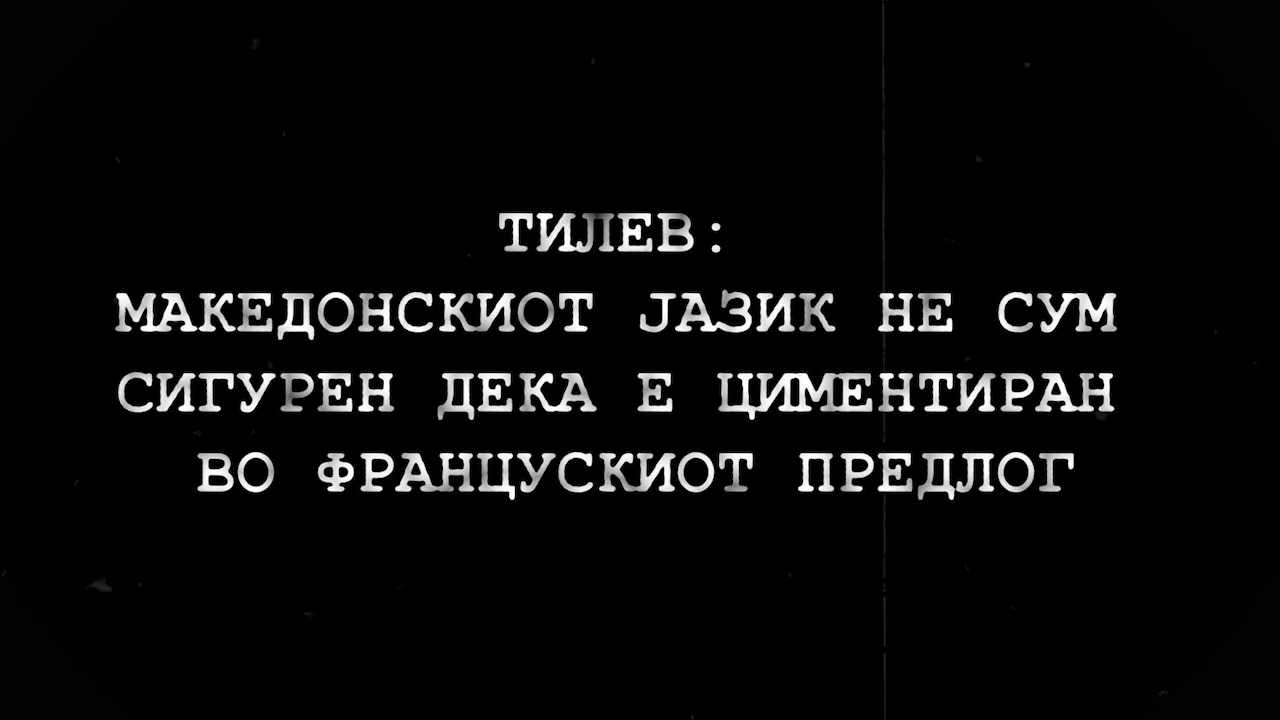 ТИЛЕВ:
МАКЕДОНСКИОТ ЈАЗИК НЕ СУМ
СИГУРЕН ДЕКА Е ЦИМЕНТИРАН
ВО ФРАНЦУСКИОТ ПРЕДЛОГ